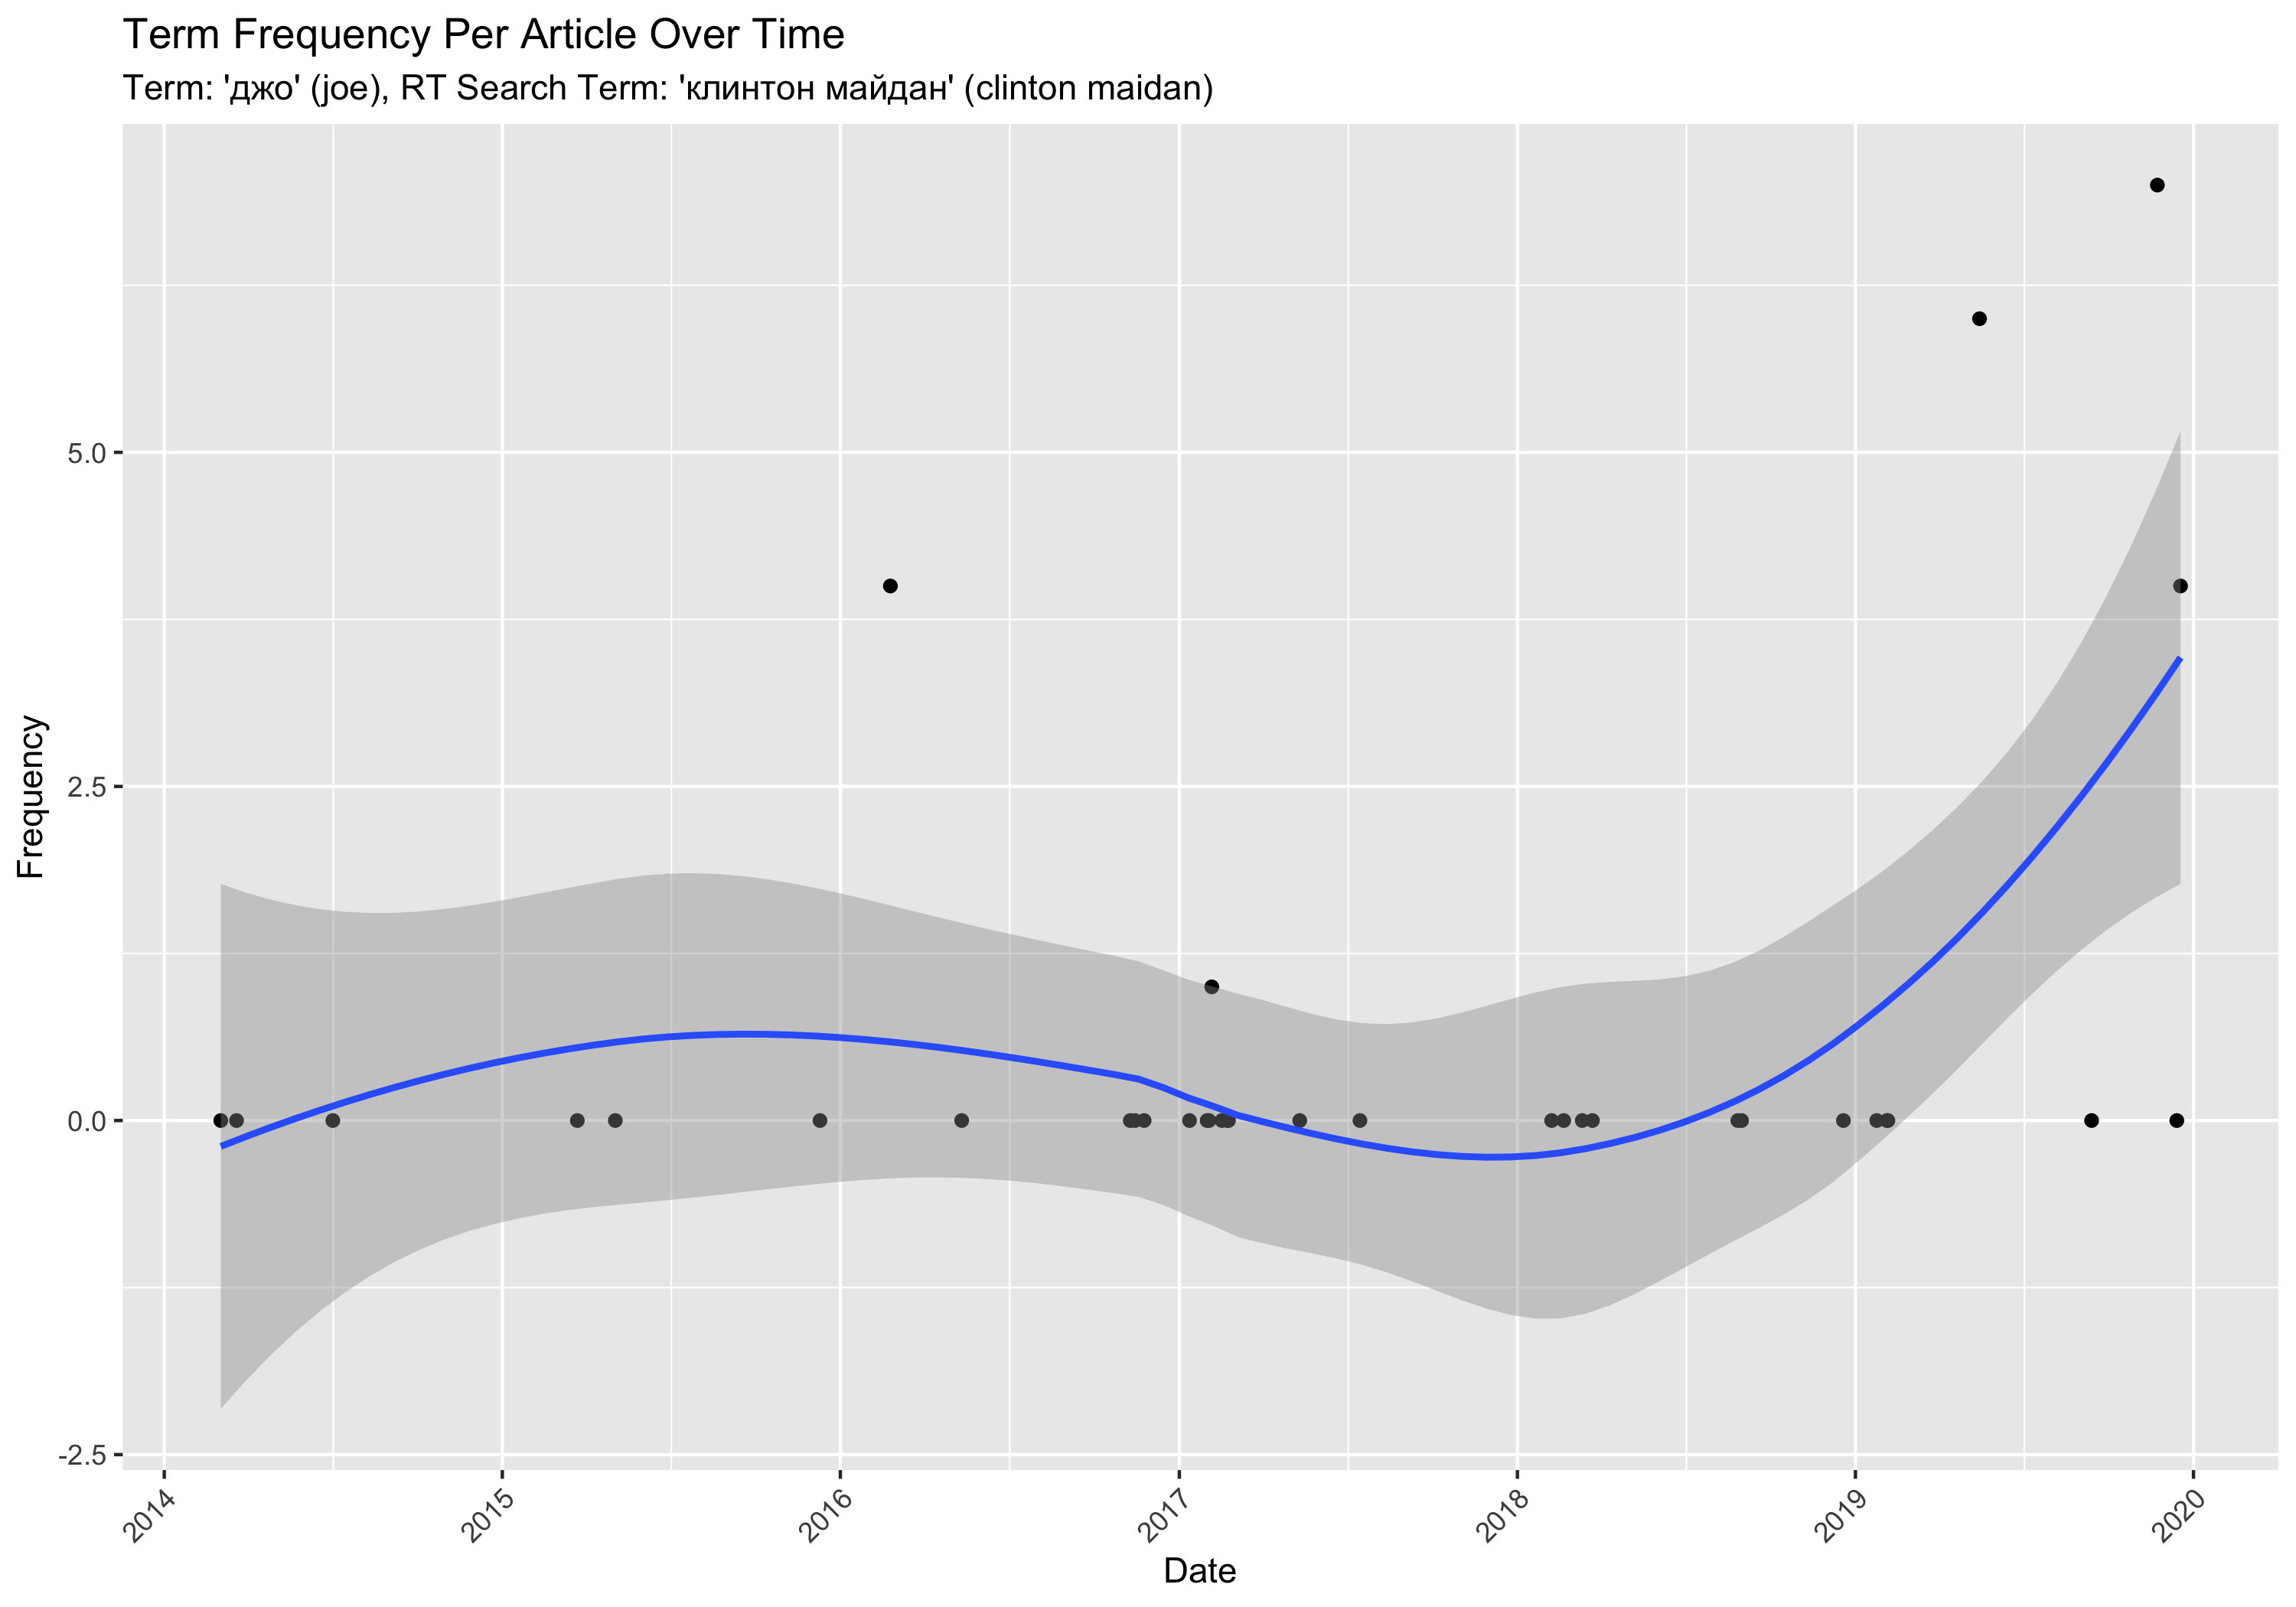 Term Frequency Per Article Over Time
Term: 'джо' (joe), RT Search Term: 'клинтон майдан' (clinton maidan)
Frequency
5.0
2.5
0.0
-2.5
2014
2015
2016
2017
2018
2019
2020
Date